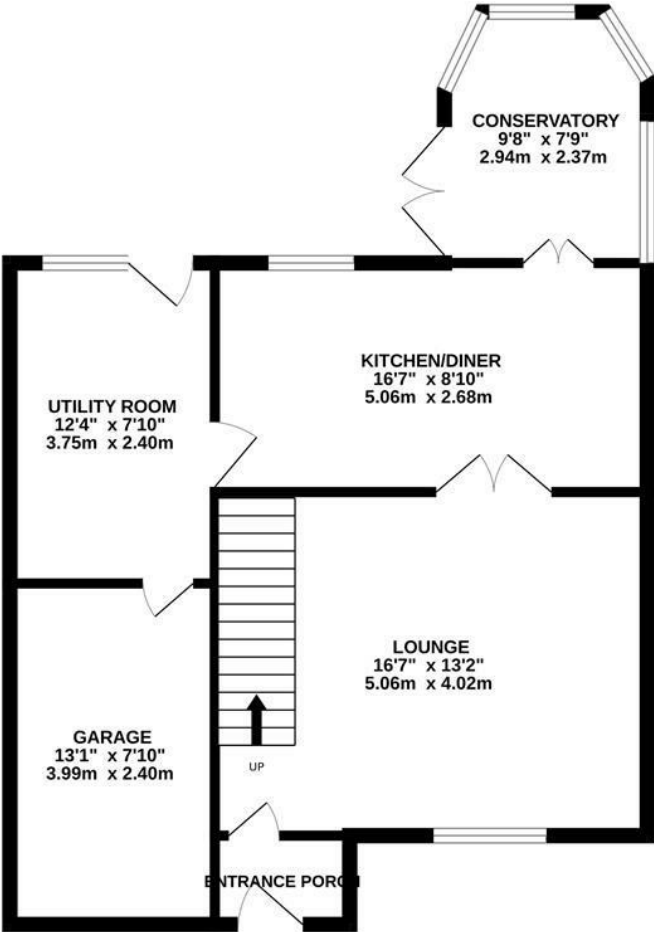 CONSERVATORY
9'8" x 7'9"
2.94m x 2.37m
KITCHEN/DINER
16'7" x 8'10"
5.06m x 2.68m
UTILITY ROOM
12'4" x 7'10"
3.75m x 2.40m
LOUNGE
16'7" x 13'2"
5.06m x 4.02m
GARAGE
13'1" x 7'10"
3.99m x 2.40m
UP
ENTRANCE PORCH